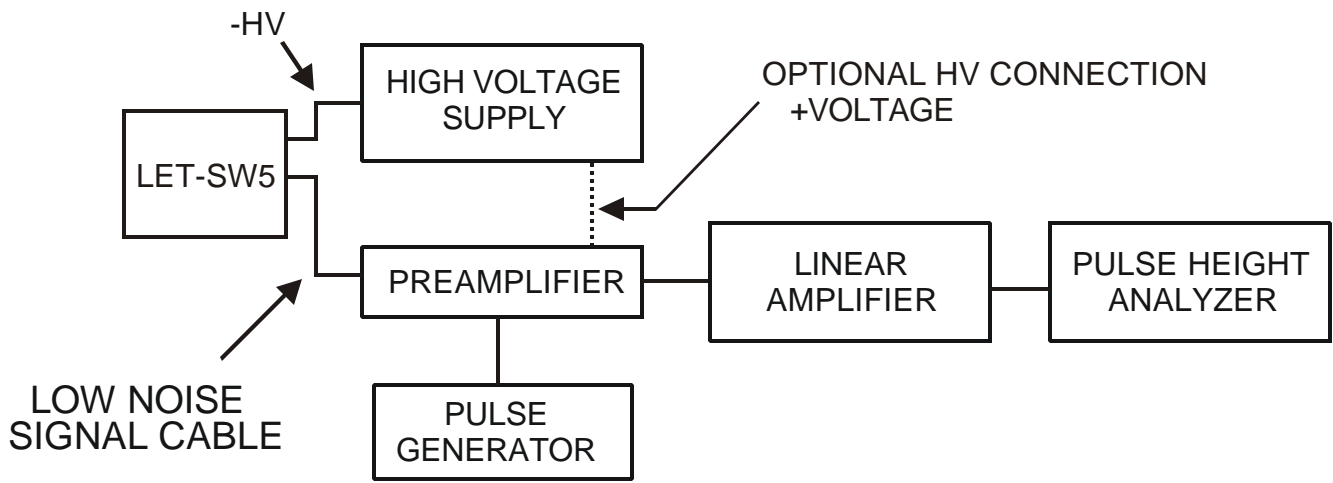 -HV
HIGH VOLTAGE
SUPPLY
OPTIONAL HV CONNECTION
+VOLTAGE
LET-SW5
PREAMPLIFIER
LINEAR
AMPLIFIER
PULSE HEIGHT
ANALYZER
LOW NOISE
SIGNAL CABLE
PULSE
GENERATOR